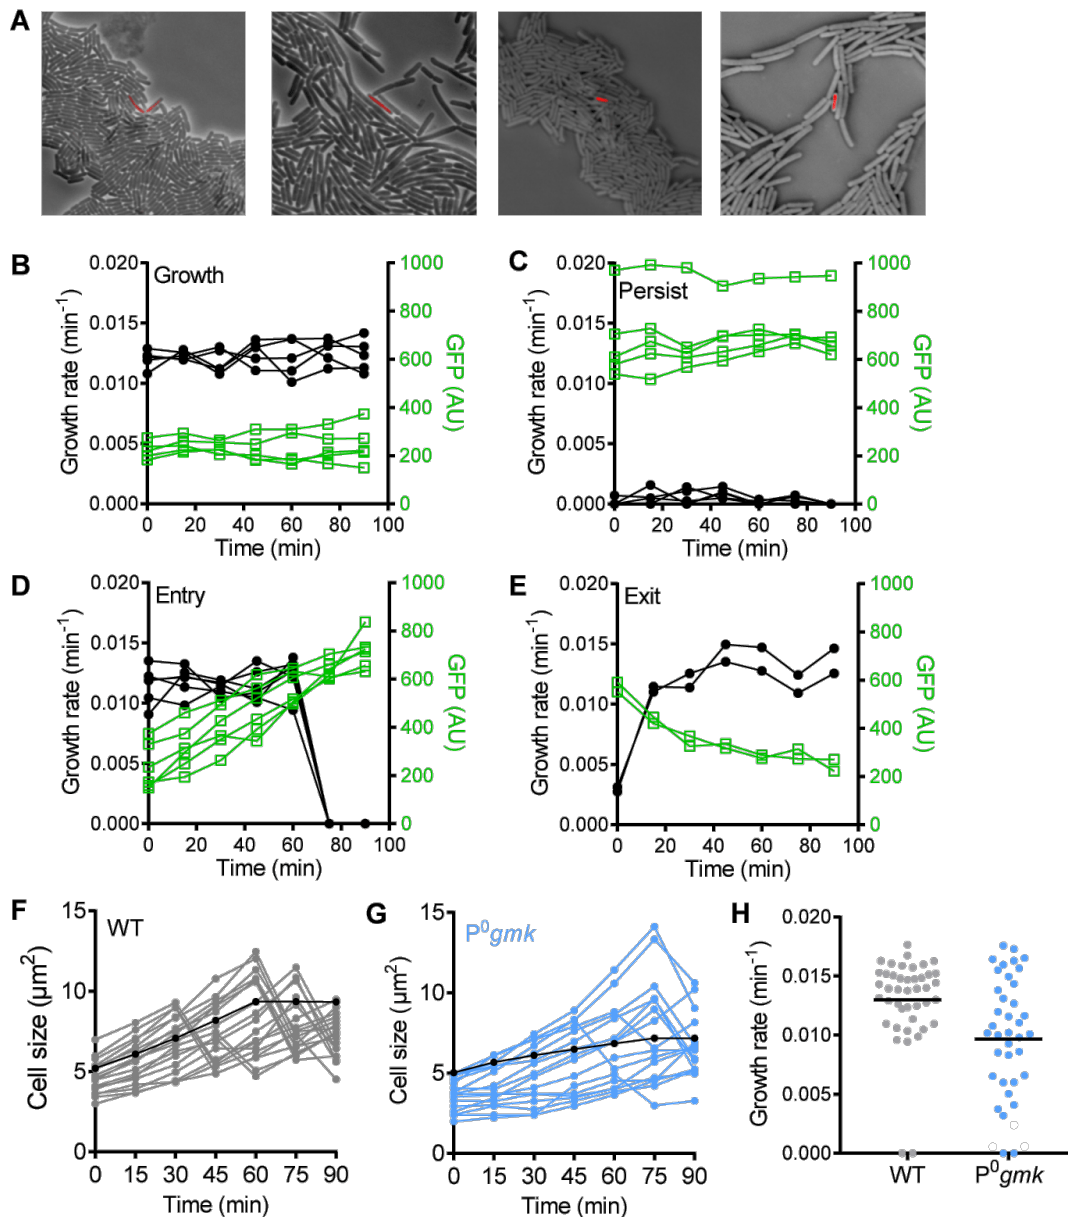 A
B
Growth
Growth rate (min⁻¹)
0.020
0.015
0.010
0.005
0.000
1000
800
600
400
200
0
GFP (AU)
0 20 40 60 80 100
Time (min)
C
Persist
Growth rate (min⁻¹)
0.020
0.015
0.010
0.005
0.000
1000
800
600
400
200
0
GFP (AU)
0 20 40 60 80 100
Time (min)
D
Entry
Growth rate (min⁻¹)
0.020
0.015
0.010
0.005
0.000
1000
800
600
400
200
0
GFP (AU)
0 20 40 60 80 100
Time (min)
E
Exit
Growth rate (min⁻¹)
0.020
0.015
0.010
0.005
0.000
1000
800
600
400
200
0
GFP (AU)
0 20 40 60 80 100
Time (min)
F
WT
Cell size (µm²)
15
10
5
0
0 15 30 45 60 75 90
Time (min)
G
P⁰gmk
Cell size (µm²)
15
10
5
0
0 15 30 45 60 75 90
Time (min)
H
Growth rate (min⁻¹)
0.020
0.015
0.010
0.005
0.000
WT P⁰gmk